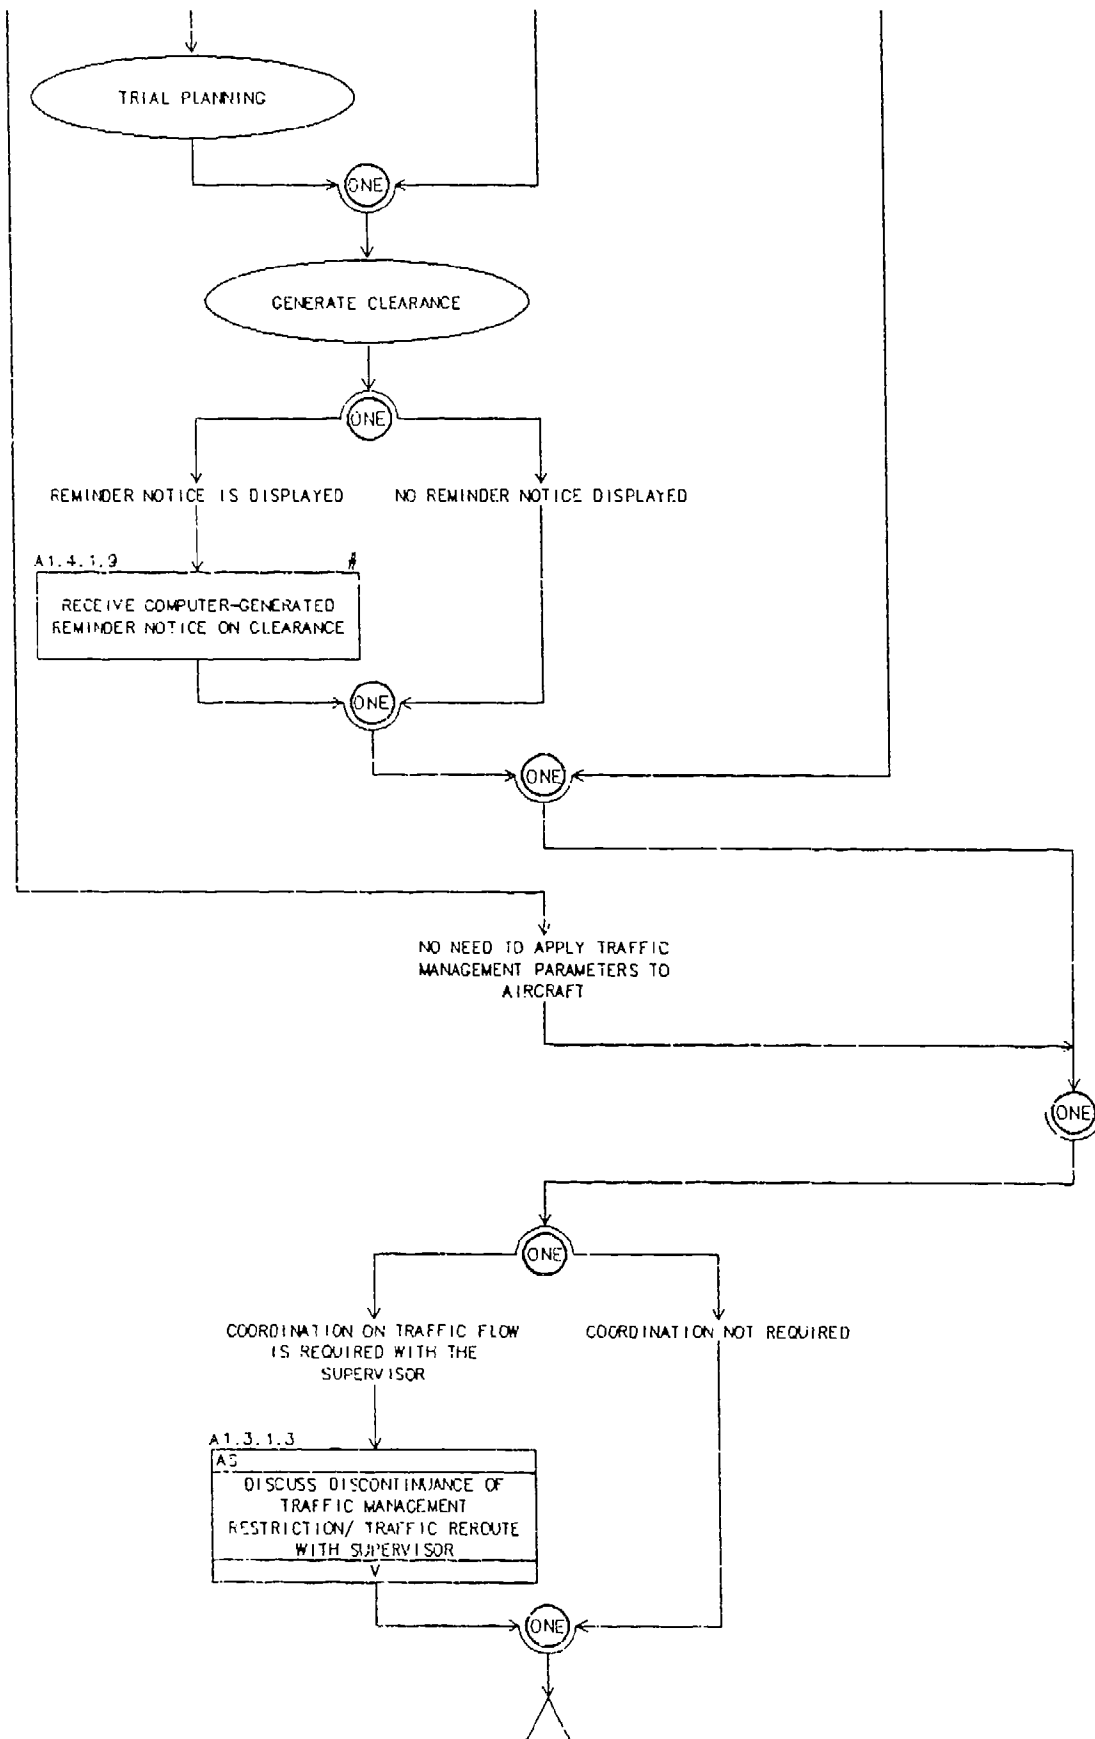 TRIAL PLANNING
ONE
GENERATE CLEARANCE
ONE
REMINDER NOTICE IS DISPLAYED
NO REMINDER NOTICE DISPLAYED
A1.4.1.9
#
RECEIVE COMPUTER-GENERATED
REMINDER NOTICE ON CLEARANCE
ONE
ONE
NO NEED TO APPLY TRAFFIC
MANAGEMENT PARAMETERS TO
AIRCRAFT
ONE
ONE
COORDINATION ON TRAFFIC FLOW
IS REQUIRED WITH THE
SUPERVISOR
COORDINATION NOT REQUIRED
A1.3.1.3
AS
DISCUSS DISCONTINUANCE OF
TRAFFIC MANAGEMENT
RESTRICTION/ TRAFFIC REROUTE
WITH SUPERVISOR
V
ONE